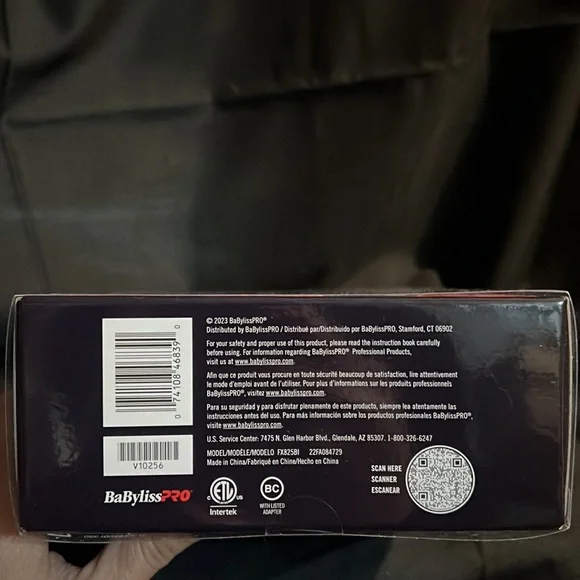 0 74108 46839 0
V10256
BaBylissPRO®
© 2023 BaBylissPRO®
Distributed by BaBylissPRO / Distribué par/Distribuido por BaBylissPRO, Stamford, CT 06902
For your safety and proper use of this product, please read the instruction book carefully
before using. For information regarding BaBylissPRO® Professional Products,
visit us at www.babylisspro.com.
Afin que ce produit vous procure en toute sécurité beaucoup de satisfaction, lire attentivement
le mode d'emploi avant de l'utiliser. Pour plus d'informations sur les produits professionnels
BaBylissPRO®, visitez www.babylisspro.com.
Para su seguridad y para disfrutar plenamente de este producto, siempre lea atentamente las
instrucciones antes del uso. Para más información sobre los productos profesionales BaBylissPRO®,
visite www.babylisspro.com.
U.S. Service Center: 7475 N. Glen Harbor Blvd., Glendale, AZ 85307. 1-800-326-6247
MODEL/MODÈLE/MODELO FX825BI 22FA084729
Made in China/Fabriqué en Chine/Hecho en China
C ETL US
Intertek
BC
WITH LISTED
ADAPTER
SCAN HERE
SCANNER
ESCANEAR